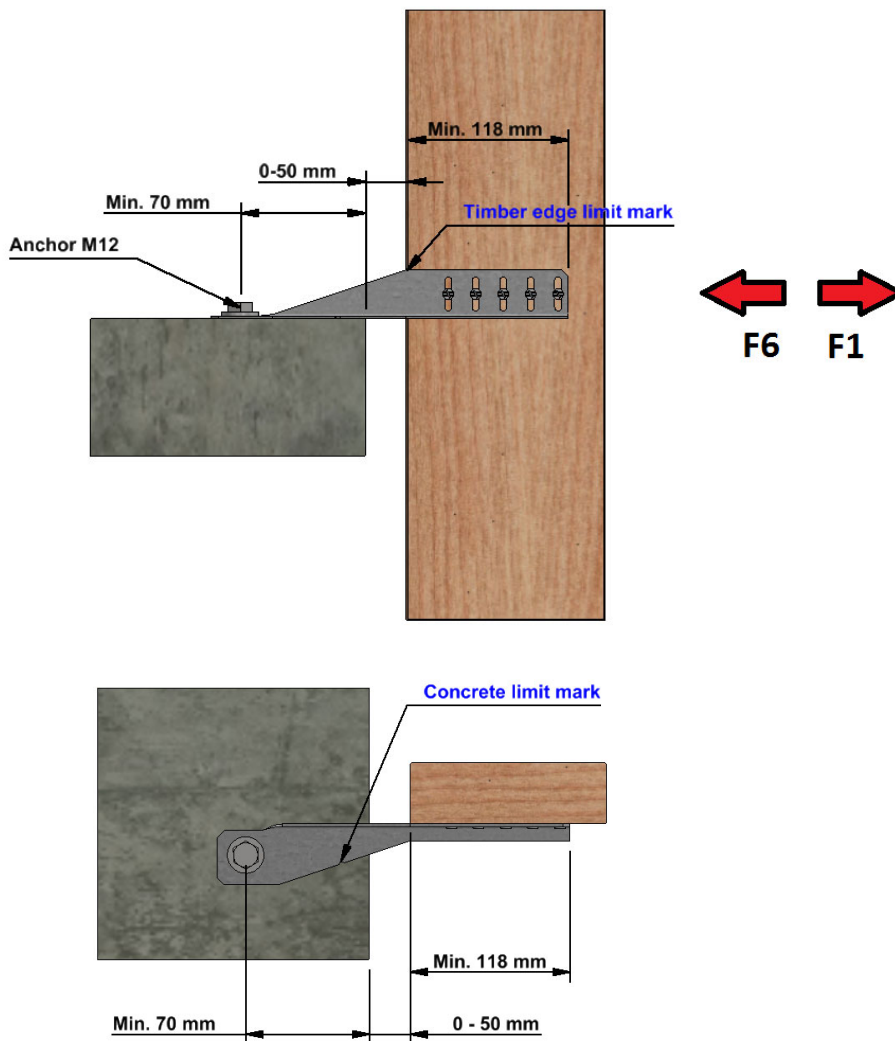 Min. 118 mm
0-50 mm
Min. 70 mm
Timber edge limit mark
Anchor M12
F6 F1
Concrete limit mark
Min. 118 mm
Min. 70 mm 0 - 50 mm